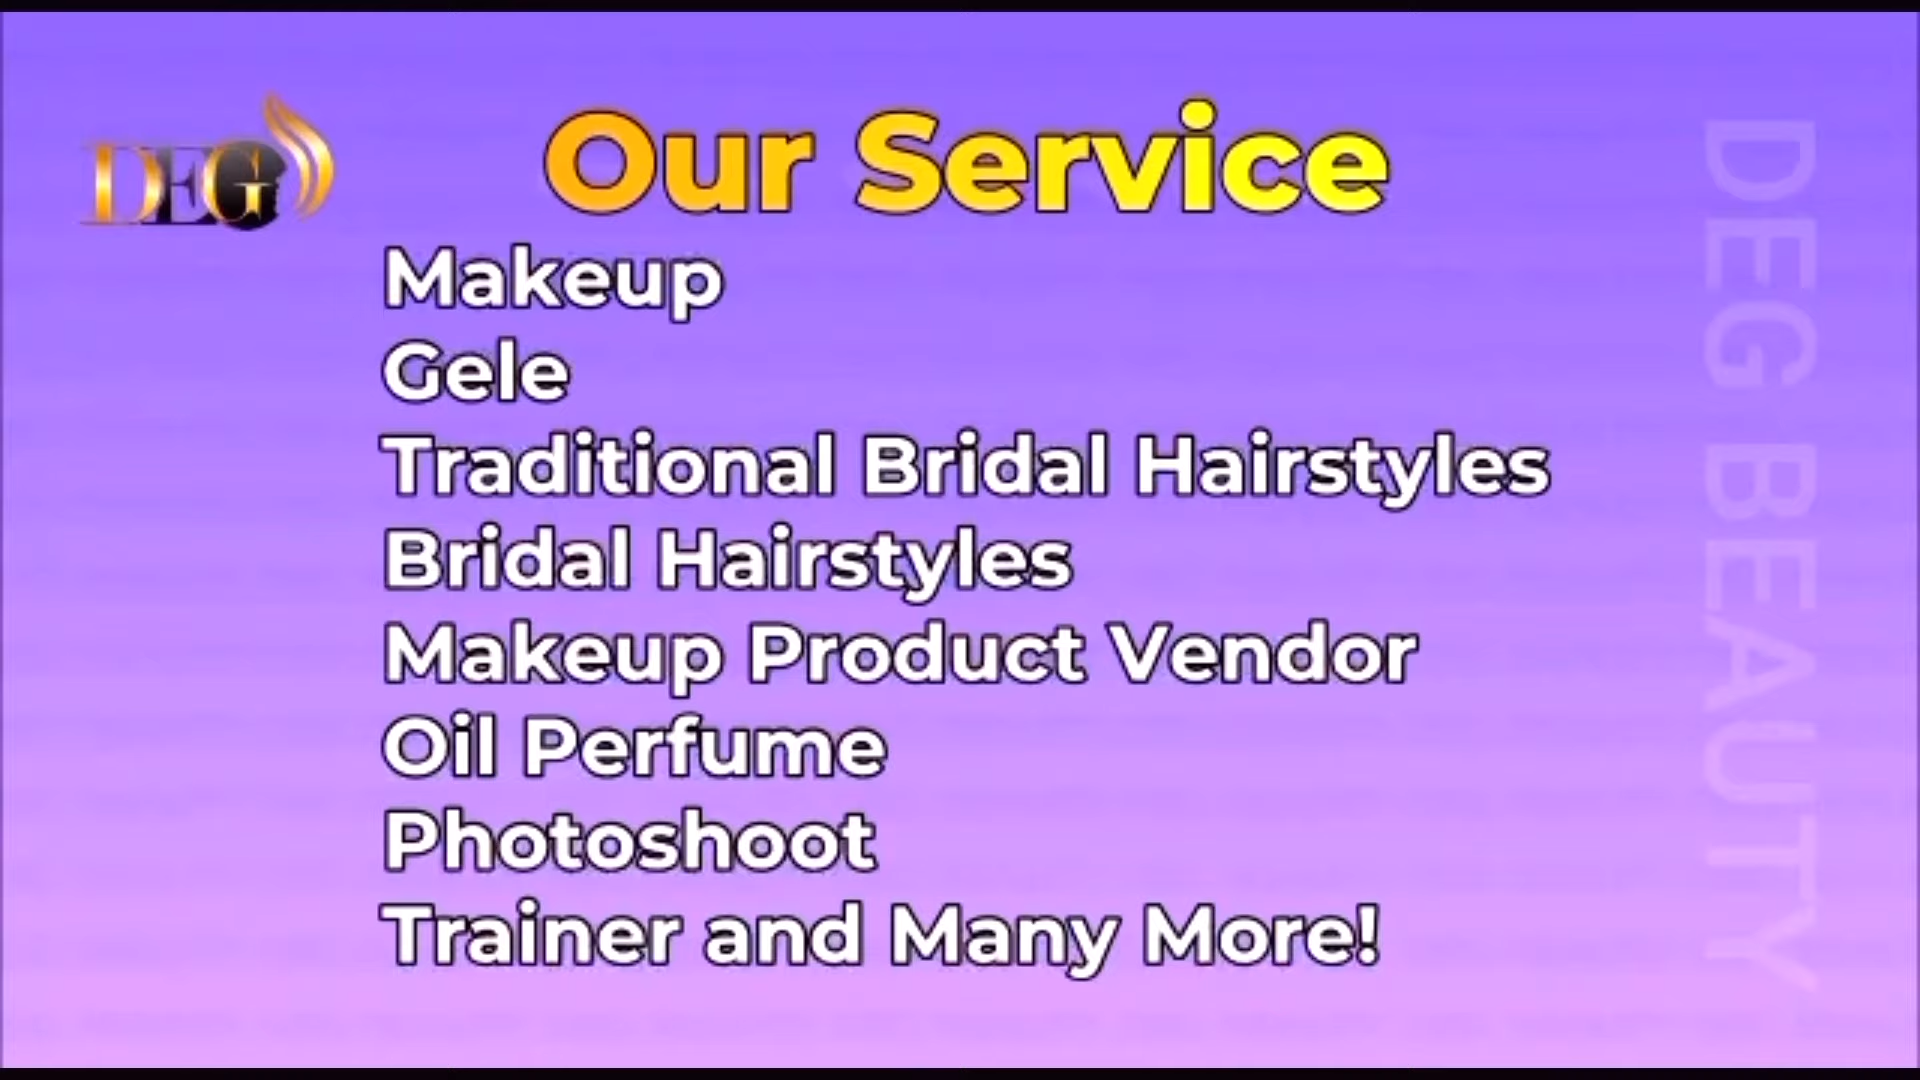 DEG
Our Service
Makeup
Gele
Traditional Bridal Hairstyles
Bridal Hairstyles
Makeup Product Vendor
Oil Perfume
Photoshoot
Trainer and Many More!
DEG BEAUTY